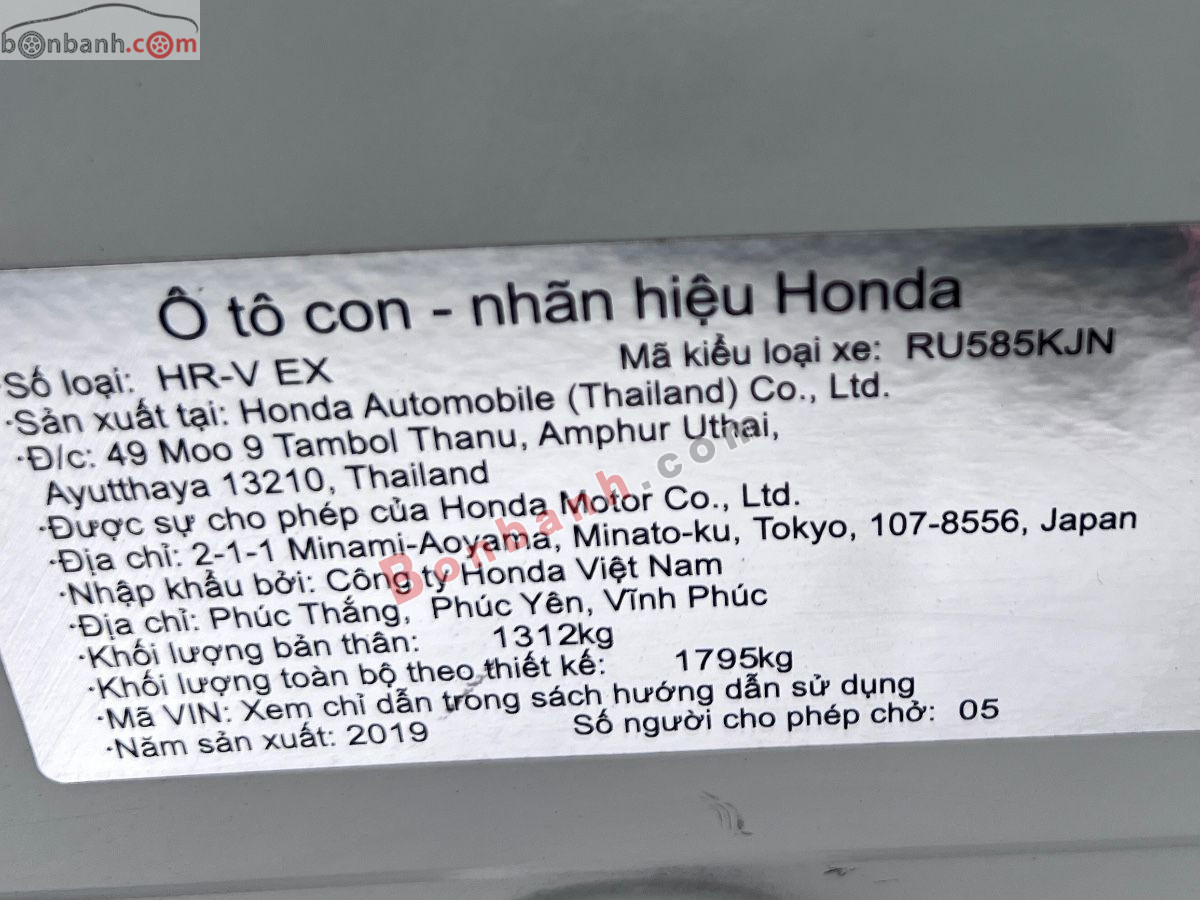 bonbanh.com
Ô tô con - nhãn hiệu Honda
·Số loại: HR-V EX Mã kiểu loại xe: RU585KJN
·Sản xuất tại: Honda Automobile (Thailand) Co., Ltd.
·Đ/c: 49 Moo 9 Tambol Thanu, Amphur Uthai,
Ayutthaya 13210, Thailand
·Được sự cho phép của Honda Motor Co., Ltd.
·Địa chỉ: 2-1-1 Minami-Aoyama, Minato-ku, Tokyo, 107-8556, Japan
·Nhập khẩu bởi: Công ty Honda Việt Nam
·Địa chỉ: Phúc Thắng, Phúc Yên, Vĩnh Phúc
·Khối lượng bản thân: 1312kg
·Khối lượng toàn bộ theo thiết kế: 1795kg
·Mã VIN: Xem chỉ dẫn trong sách hướng dẫn sử dụng
·Năm sản xuất: 2019 Số người cho phép chở: 05
Bonbanh.com